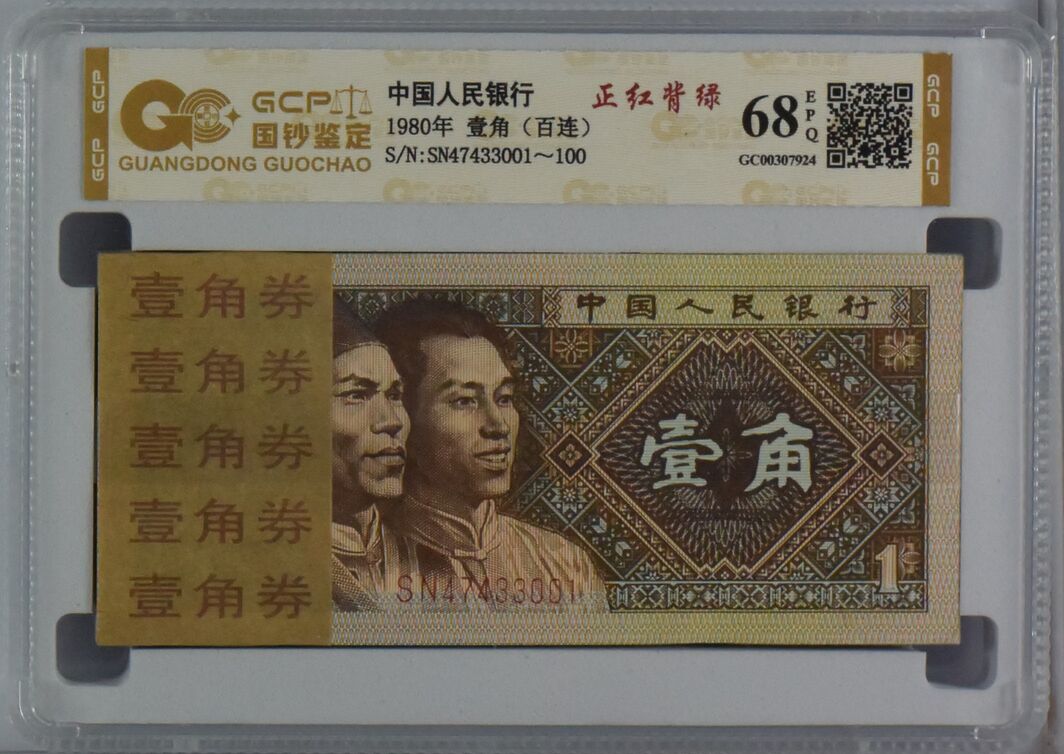 GCP
GCP
GCP
国钞鉴定
GUANGDONG GUOCHAO
中国人民银行
正红背绿
1980年 壹角（百连）
S/N:SN47433001～100
68
EPQ
GC00307924
GCP
GCP
壹角券
壹角券
壹角券
壹角券
壹角券
中国人民银行
壹角
1
SN47433001